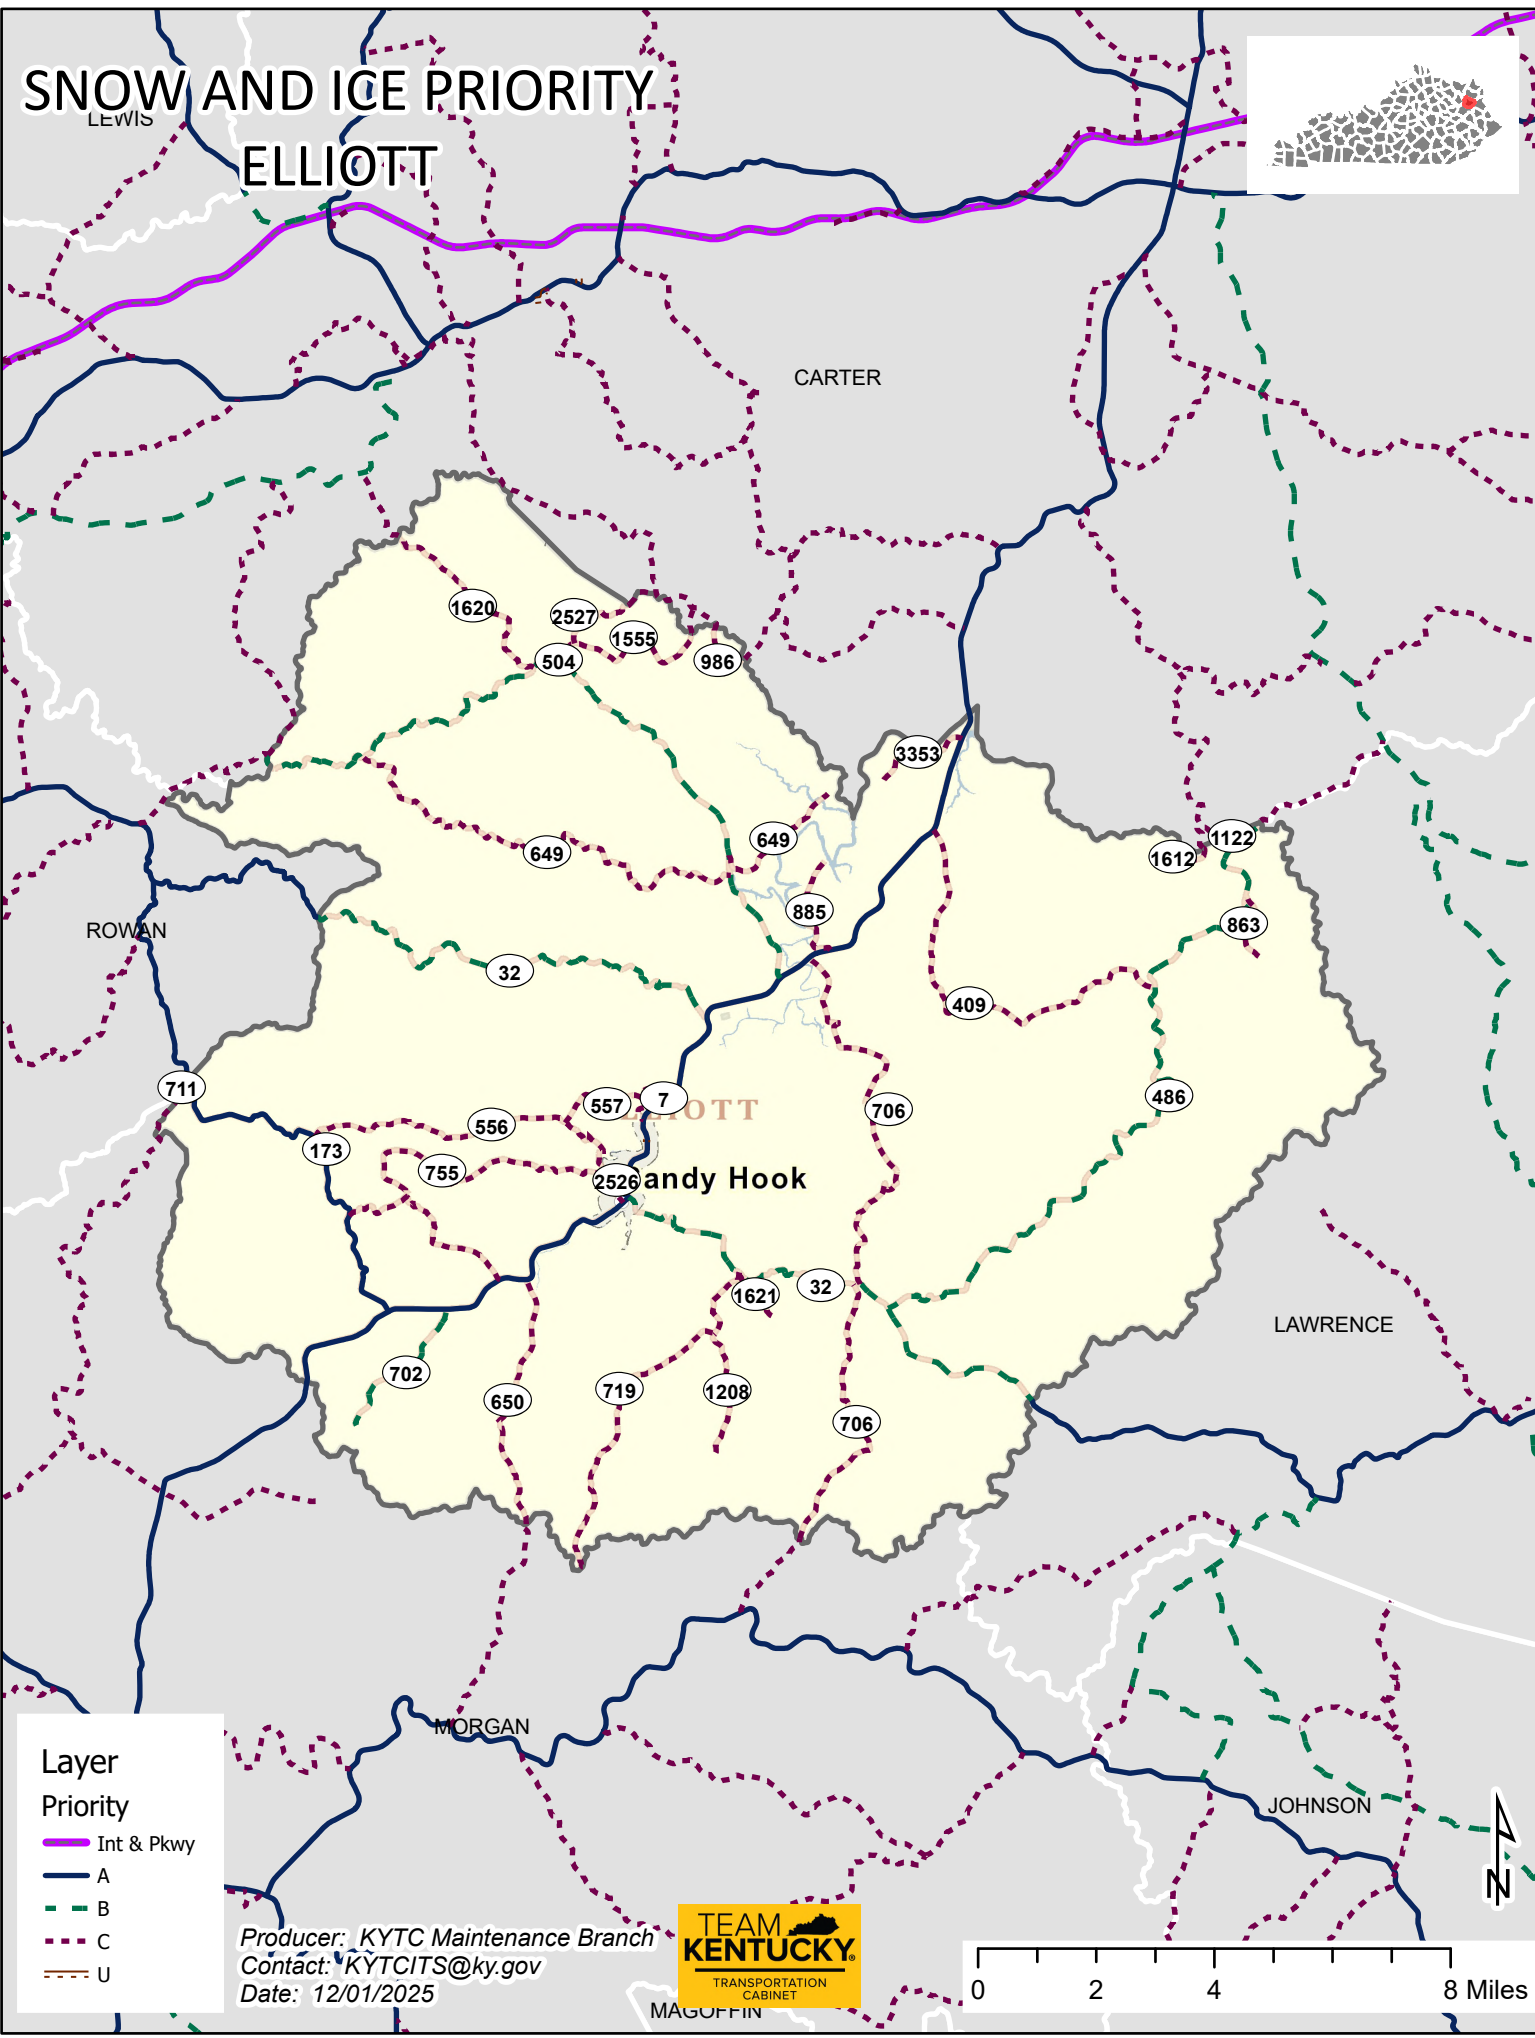 SNOW AND ICE PRIORITY
ELLIOTT
LEWIS
CARTER
1620
2527
1555
504
986
3353
649
649
1122
1612
885
863
ROWAN
32
409
711
557
7
LLIOTT
706
486
556
173
755
2526
andy Hook
1621
32
LAWRENCE
702
650
719
1208
706
MORGAN
JOHNSON
MAGOFFIN
Layer
Priority
Int & Pkwy
A
B
C
U
Producer: KYTC Maintenance Branch
Contact: KYTCITS@ky.gov
Date: 12/01/2025
TEAM
KENTUCKY®
TRANSPORTATION
CABINET
N
0 2 4 8 Miles